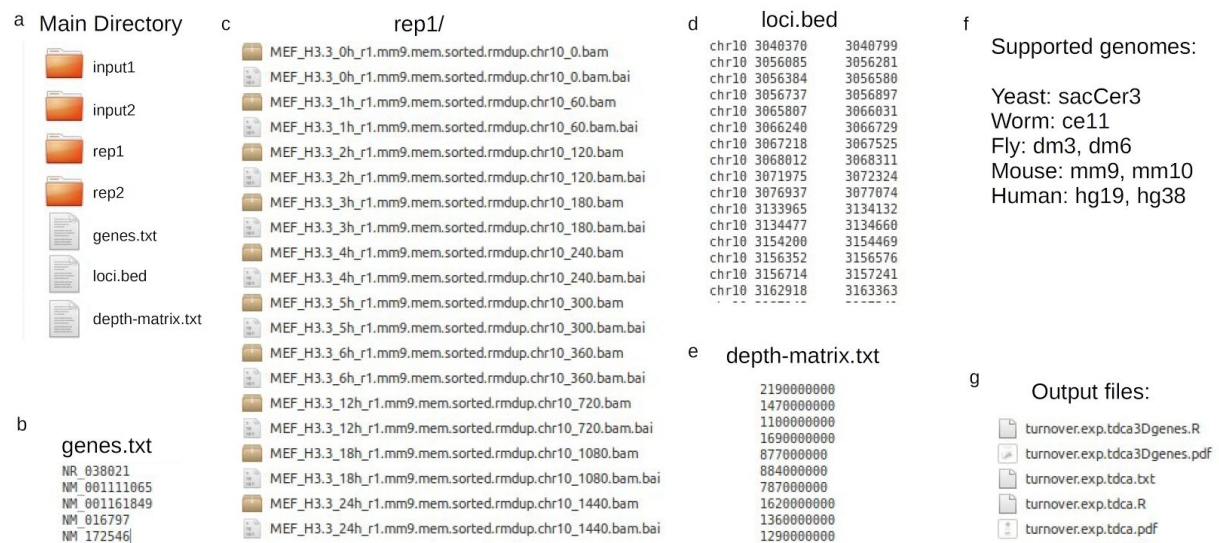 a Main Directory
input1
input2
rep1
rep2
genes.txt
loci.bed
depth-matrix.txt
b
genes.txt
NR_038021
NM_001111065
NM_001161849
NM_016797
NM_172546
c rep1/
MEF_H3.3_0h_r1.mm9.mem.sorted.rmdup.chr10_0.bam
MEF_H3.3_0h_r1.mm9.mem.sorted.rmdup.chr10_0.bam.bai
MEF_H3.3_1h_r1.mm9.mem.sorted.rmdup.chr10_60.bam
MEF_H3.3_1h_r1.mm9.mem.sorted.rmdup.chr10_60.bam.bai
MEF_H3.3_2h_r1.mm9.mem.sorted.rmdup.chr10_120.bam
MEF_H3.3_2h_r1.mm9.mem.sorted.rmdup.chr10_120.bam.bai
MEF_H3.3_3h_r1.mm9.mem.sorted.rmdup.chr10_180.bam
MEF_H3.3_3h_r1.mm9.mem.sorted.rmdup.chr10_180.bam.bai
MEF_H3.3_4h_r1.mm9.mem.sorted.rmdup.chr10_240.bam
MEF_H3.3_4h_r1.mm9.mem.sorted.rmdup.chr10_240.bam.bai
MEF_H3.3_5h_r1.mm9.mem.sorted.rmdup.chr10_300.bam
MEF_H3.3_5h_r1.mm9.mem.sorted.rmdup.chr10_300.bam.bai
MEF_H3.3_6h_r1.mm9.mem.sorted.rmdup.chr10_360.bam
MEF_H3.3_6h_r1.mm9.mem.sorted.rmdup.chr10_360.bam.bai
MEF_H3.3_12h_r1.mm9.mem.sorted.rmdup.chr10_720.bam
MEF_H3.3_12h_r1.mm9.mem.sorted.rmdup.chr10_720.bam.bai
MEF_H3.3_18h_r1.mm9.mem.sorted.rmdup.chr10_1080.bam
MEF_H3.3_18h_r1.mm9.mem.sorted.rmdup.chr10_1080.bam.bai
MEF_H3.3_24h_r1.mm9.mem.sorted.rmdup.chr10_1440.bam
MEF_H3.3_24h_r1.mm9.mem.sorted.rmdup.chr10_1440.bam.bai
d loci.bed
chr10 3040370 3040799
chr10 3056085 3056281
chr10 3056384 3056580
chr10 3056737 3056897
chr10 3065807 3066031
chr10 3066240 3066729
chr10 3067218 3067525
chr10 3068012 3068311
chr10 3071975 3072324
chr10 3076937 3077074
chr10 3133965 3134132
chr10 3134477 3134660
chr10 3154200 3154469
chr10 3156352 3156576
chr10 3156714 3157241
chr10 3162918 3163363
e depth-matrix.txt
2190000000
1470000000
1100000000
1690000000
877000000
884000000
787000000
1620000000
1360000000
1290000000
f
Supported genomes:
Yeast: sacCer3
Worm: ce11
Fly: dm3, dm6
Mouse: mm9, mm10
Human: hg19, hg38
g
Output files:
turnover.exp.tdca3Dgenes.R
turnover.exp.tdca3Dgenes.pdf
turnover.exp.tdca.txt
turnover.exp.tdca.R
turnover.exp.tdca.pdf